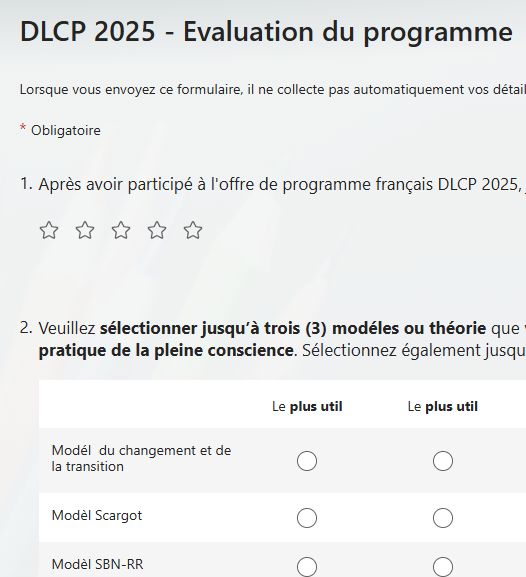 DLCP 2025 - Evaluation du programme
Lorsque vous envoyez ce formulaire, il ne collecte pas automatiquement vos détail
* Obligatoire
1. Après avoir participé à l'offre de programme français DLCP 2025,
2. Veuillez sélectionner jusqu'à trois (3) modéles ou théorie que
pratique de la pleine conscience. Sélectionnez également jusqu
Le plus util Le plus util
Modél du changement et de
la transition
Modèl Scargot
Modèl SBN-RR